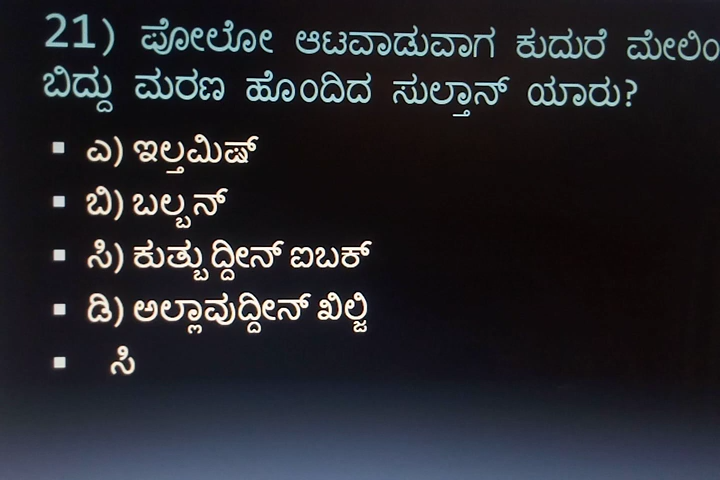 21) ಪೋಲೋ ಆಟವಾಡುವಾಗ ಕುದುರೆ ಮೇಲಿಂ
ಬಿದ್ದು ಮರಣ ಹೊಂದಿದ ಸುಲ್ತಾನ್ ಯಾರು?
▪ ಎ) ಇಲ್ತಮಿಷ್
▪ ಬಿ) ಬಲ್ಬನ್
▪ ಸಿ) ಕುತ್ಬುದ್ದೀನ್ ಐಬಕ್
▪ ಡಿ) ಅಲ್ಲಾವುದ್ದೀನ್ ಖಿಲ್ಜಿ
▪ ಸಿ